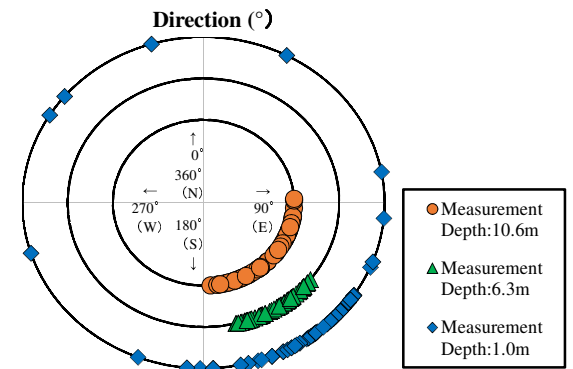 Direction (°)
↑
0°
360°
(N)
←
→
270°
(W)
90°
(E)
180°
(S)
↓
Measurement
Depth:10.6m
Measurement
Depth:6.3m
Measurement
Depth:1.0m